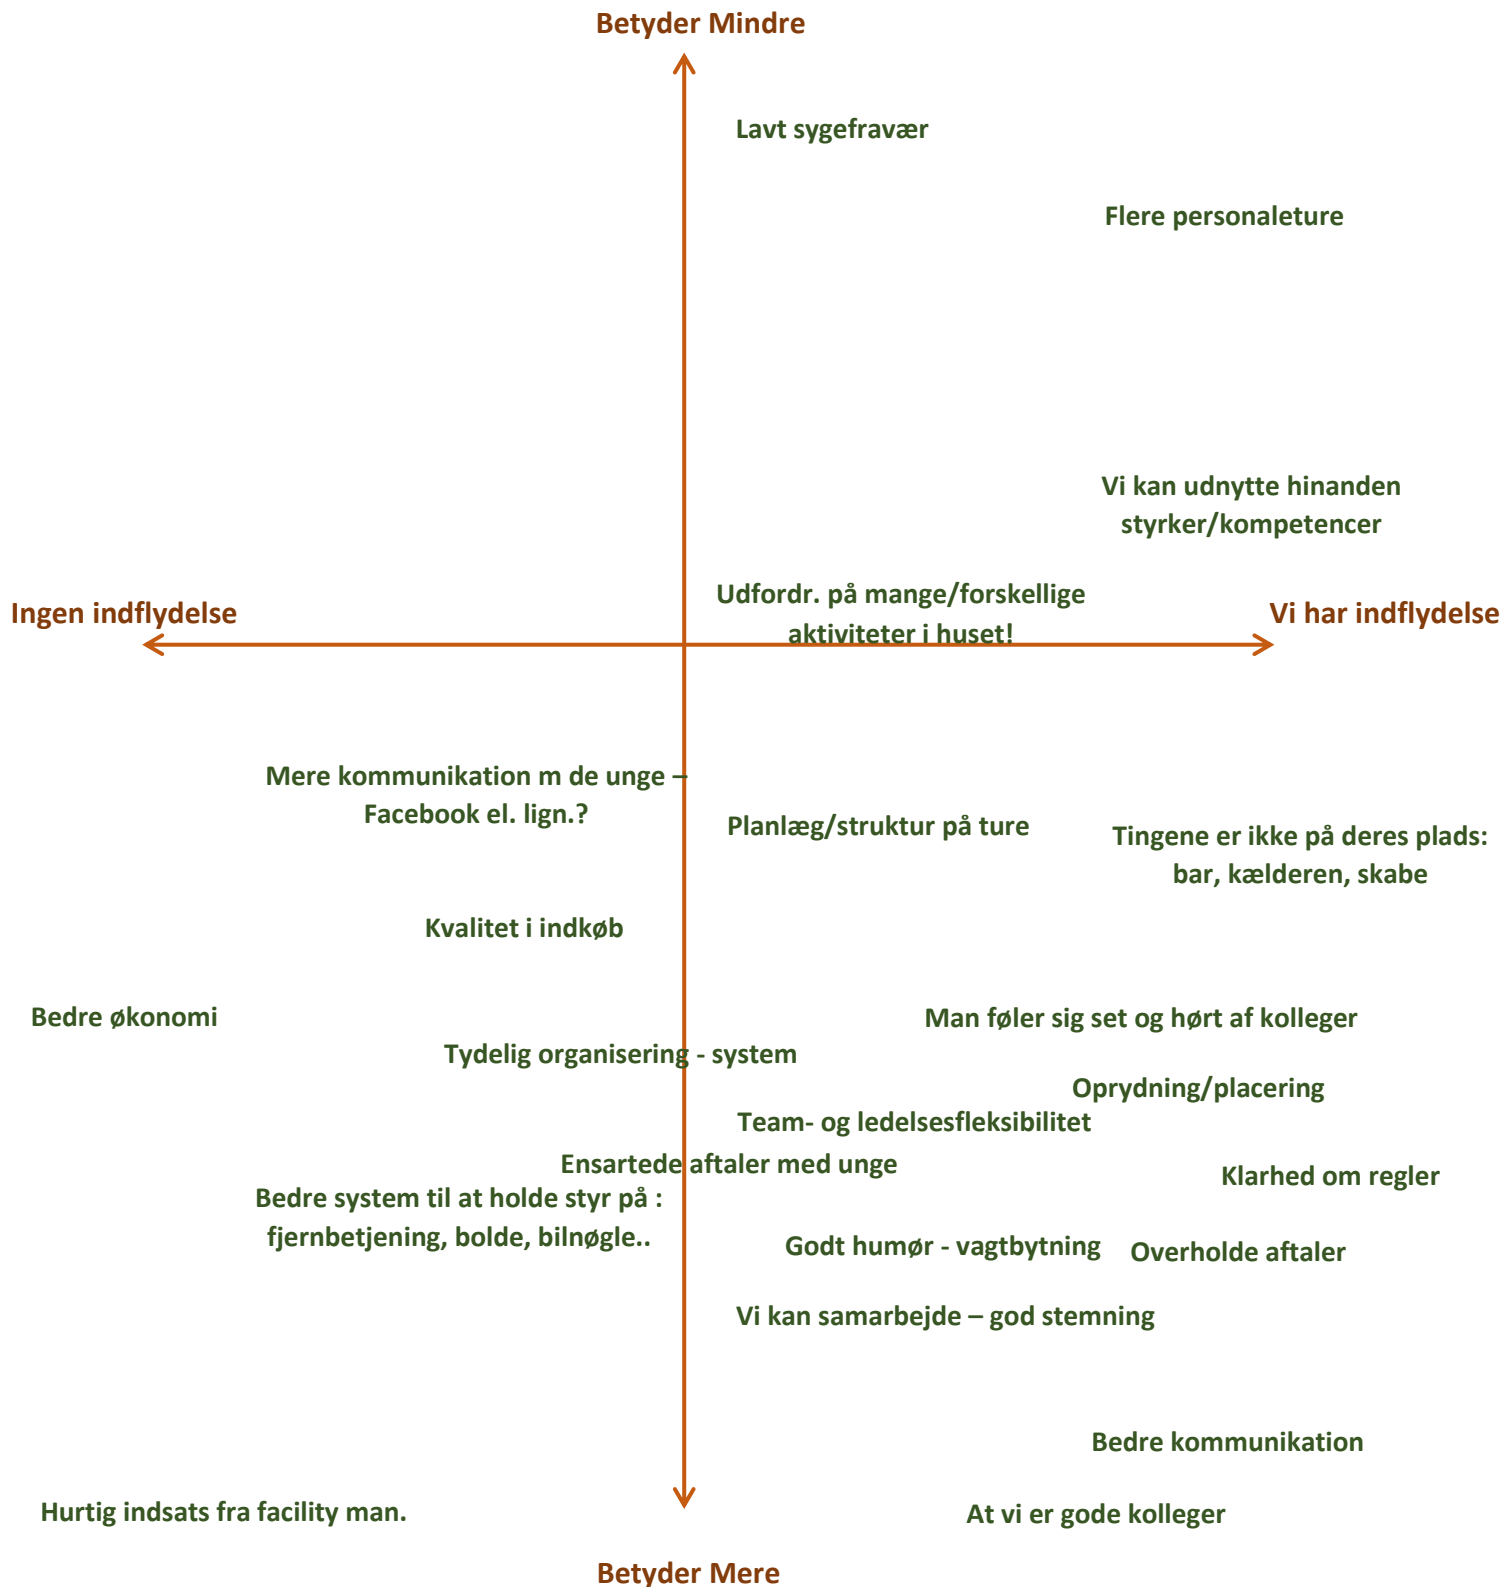 Betyder Mindre
Lavt sygefravær
Flere personaleture
Vi kan udnytte hinanden
styrker/kompetencer
Udfordr. på mange/forskellige
aktiviteter i huset!
Ingen indflydelse
Vi har indflydelse
Mere kommunikation m de unge –
Facebook el. lign.?
Planlæg/struktur på ture
Tingene er ikke på deres plads:
bar, kælderen, skabe
Kvalitet i indkøb
Bedre økonomi
Man føler sig set og hørt af kolleger
Tydelig organisering - system
Oprydning/placering
Team- og ledelsesfleksibilitet
Ensartede aftaler med unge
Klarhed om regler
Bedre system til at holde styr på :
fjernbetjening, bolde, bilnøgle..
Godt humør - vagtbytning
Overholde aftaler
Vi kan samarbejde – god stemning
Bedre kommunikation
Hurtig indsats fra facility man.
At vi er gode kolleger
Betyder Mere